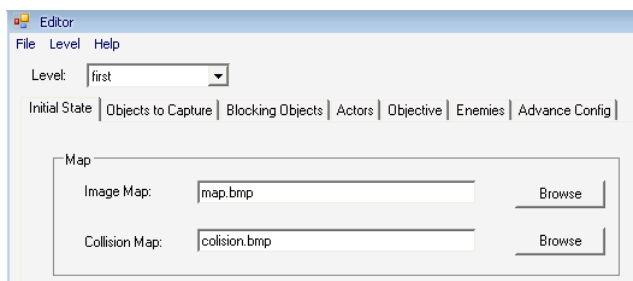 Editor
File Level Help
Level: first
Initial State Objects to Capture Blocking Objects Actors Objective Enemies Advance Config
Map
Image Map: map.bmp Browse
Collision Map: colision.bmp Browse